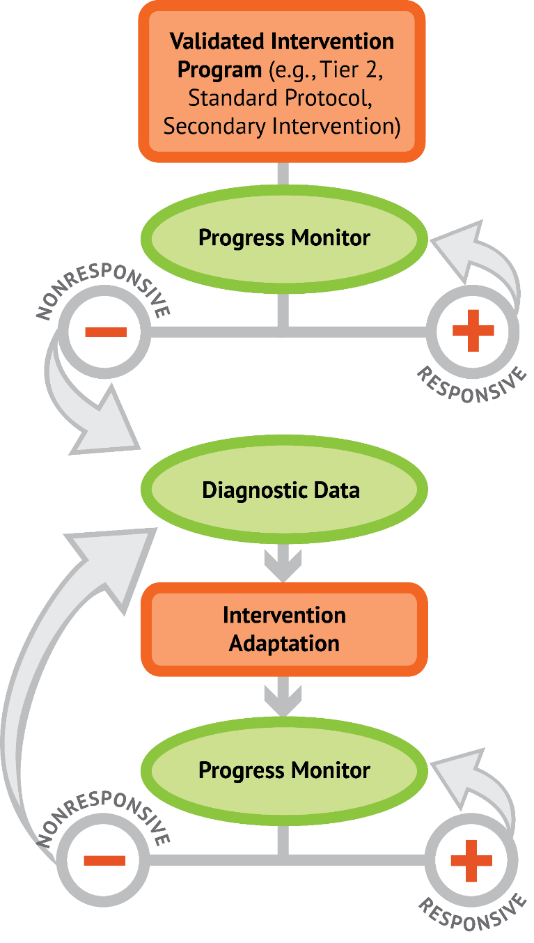 Validated Intervention
Program (e.g., Tier 2,
Standard Protocol,
Secondary Intervention)
Progress Monitor
NONRESPONSIVE
RESPONSIVE
Diagnostic Data
Intervention
Adaptation
Progress Monitor
NONRESPONSIVE
RESPONSIVE